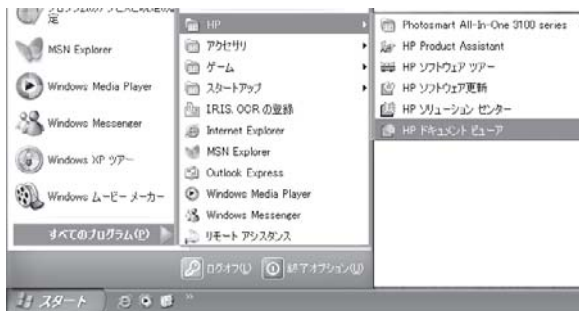 定
MSN Explorer
Windows Media Player
Windows Messenger
Windows XP ツアー
Windows ムービー メーカー
すべてのプログラム(P)
HP
アクセサリ
ゲーム
スタートアップ
IRIS OCR の登録
Internet Explorer
MSN Explorer
Outlook Express
Windows Media Player
Windows Messenger
リモート アシスタンス
Photosmart All-In-One 3100 series
HP Product Assistant
HP ソフトウェア ツアー
HP ソフトウェア更新
HP ソリューション センター
HP ドキュメント ビューア
ログオフ(L) 終了オプション(U)
スタート